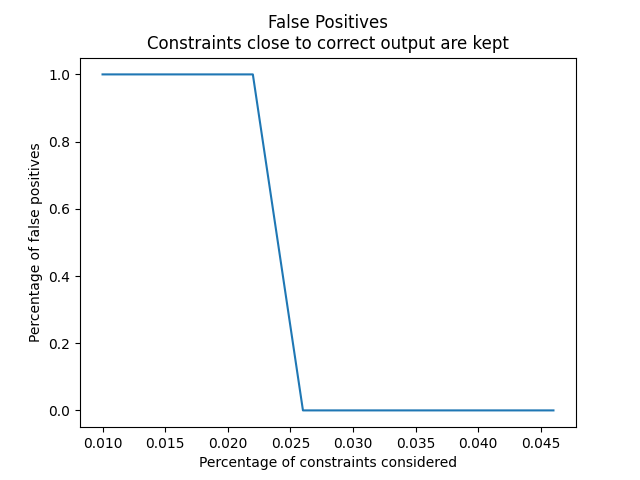 False Positives
Constraints close to correct output are kept
Percentage of false positives
1.0
0.8
0.6
0.4
0.2
0.0
0.010 0.015 0.020 0.025 0.030 0.035 0.040 0.045
Percentage of constraints considered